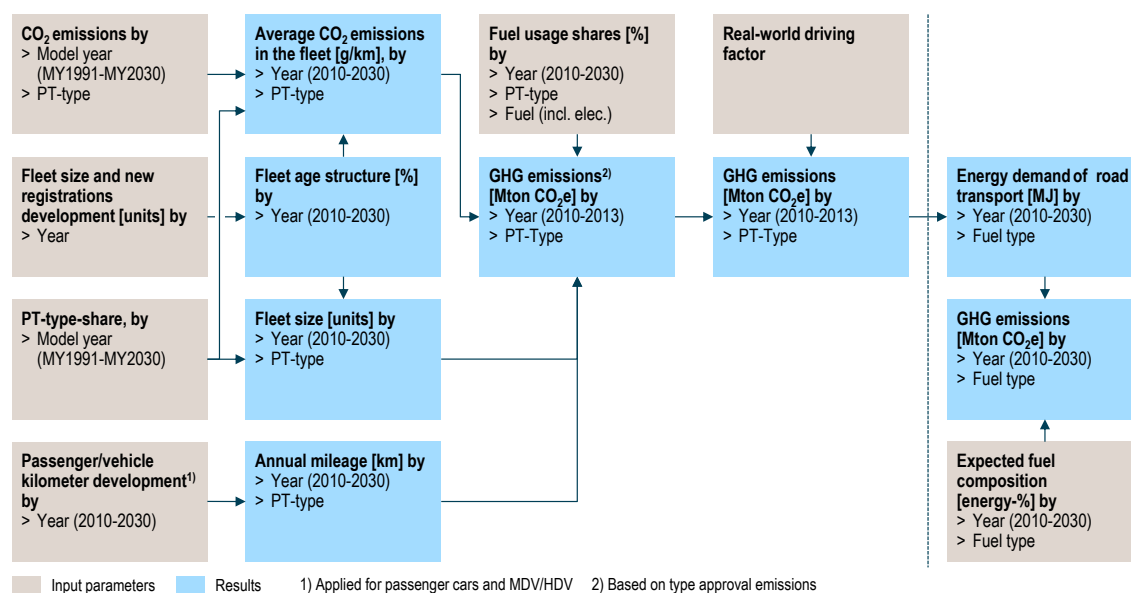 CO₂ emissions by
> Model year
(MY1991-MY2030)
> PT-type
Average CO₂ emissions
in the fleet [g/km], by
> Year (2010-2030)
> PT-type
Fuel usage shares [%]
by
> Year (2010-2030)
> PT-type
> Fuel (incl. elec.)
Real-world driving
factor
Fleet size and new
registrations
development [units] by
> Year
Fleet age structure [%]
by
> Year (2010-2030)
GHG emissions²⁾
[Mton CO₂e] by
> Year (2010-2013)
> PT-Type
GHG emissions
[Mton CO₂e] by
> Year (2010-2013)
> PT-Type
Energy demand of road
transport [MJ] by
> Year (2010-2030)
> Fuel type
PT-type-share, by
> Model year
(MY1991-MY2030)
Fleet size [units] by
> Year (2010-2030)
> PT-type
GHG emissions
[Mton CO₂e] by
> Year (2010-2030)
> Fuel type
Passenger/vehicle
kilometer development¹⁾
by
> Year (2010-2030)
Annual mileage [km] by
> Year (2010-2030)
> PT-type
Expected fuel
composition
[energy-%] by
> Year (2010-2030)
> Fuel type
Input parameters
Results
1) Applied for passenger cars and MDV/HDV
2) Based on type approval emissions